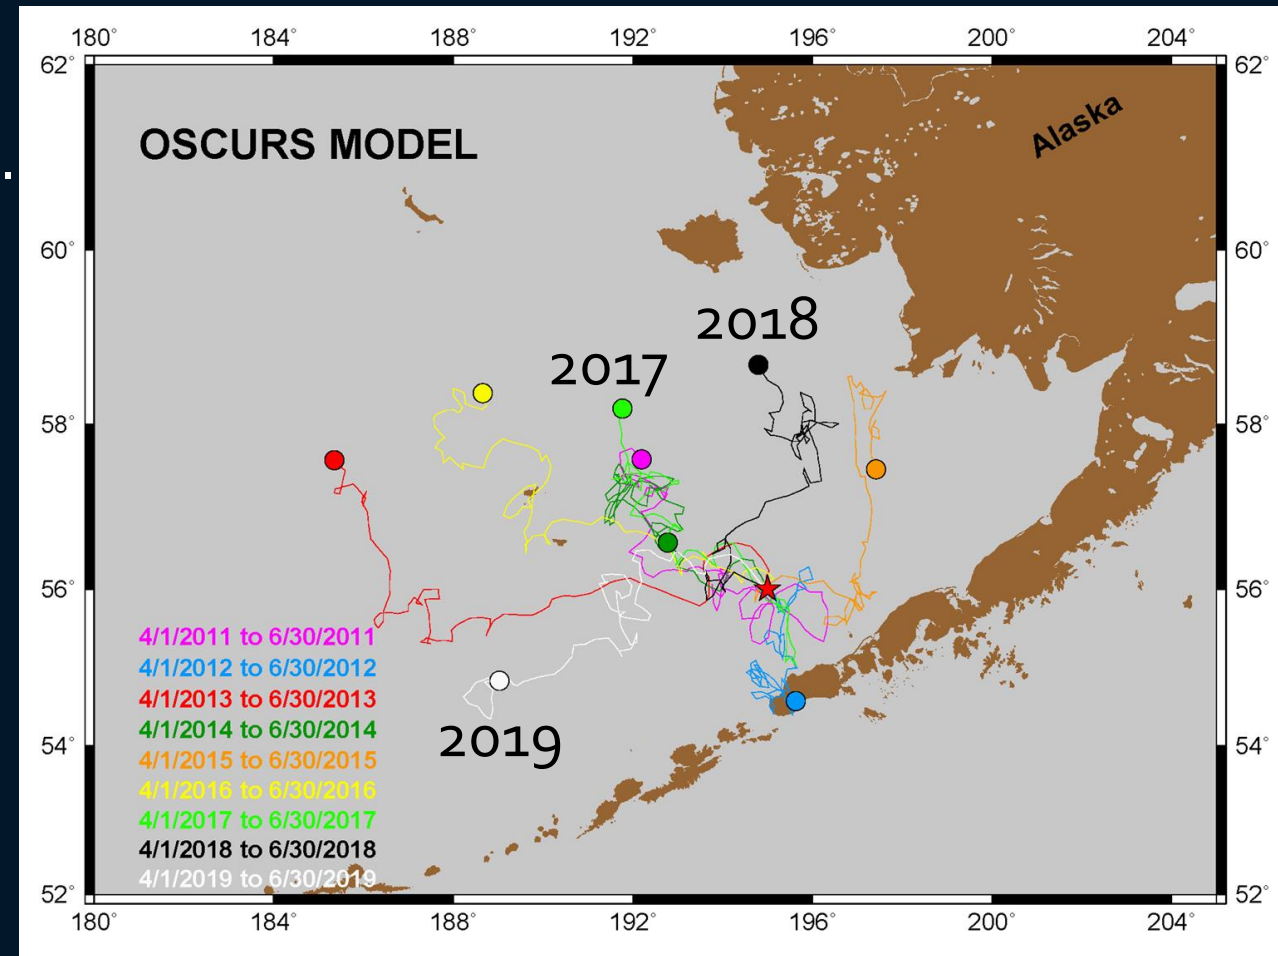 180° 184° 188° 192° 196° 200° 204°
62° 62°
Alaska
OSCURS MODEL
60° 60°
2018
2017
58° 58°
56° 56°
4/1/2011 to 6/30/2011
4/1/2012 to 6/30/2012
4/1/2013 to 6/30/2013
4/1/2014 to 6/30/2014
2019
54° 54°
4/1/2015 to 6/30/2015
4/1/2016 to 6/30/2016
4/1/2017 to 6/30/2017
4/1/2018 to 6/30/2018
4/1/2019 to 6/30/2019
52° 52°
180° 184° 188° 192° 196° 200° 204°